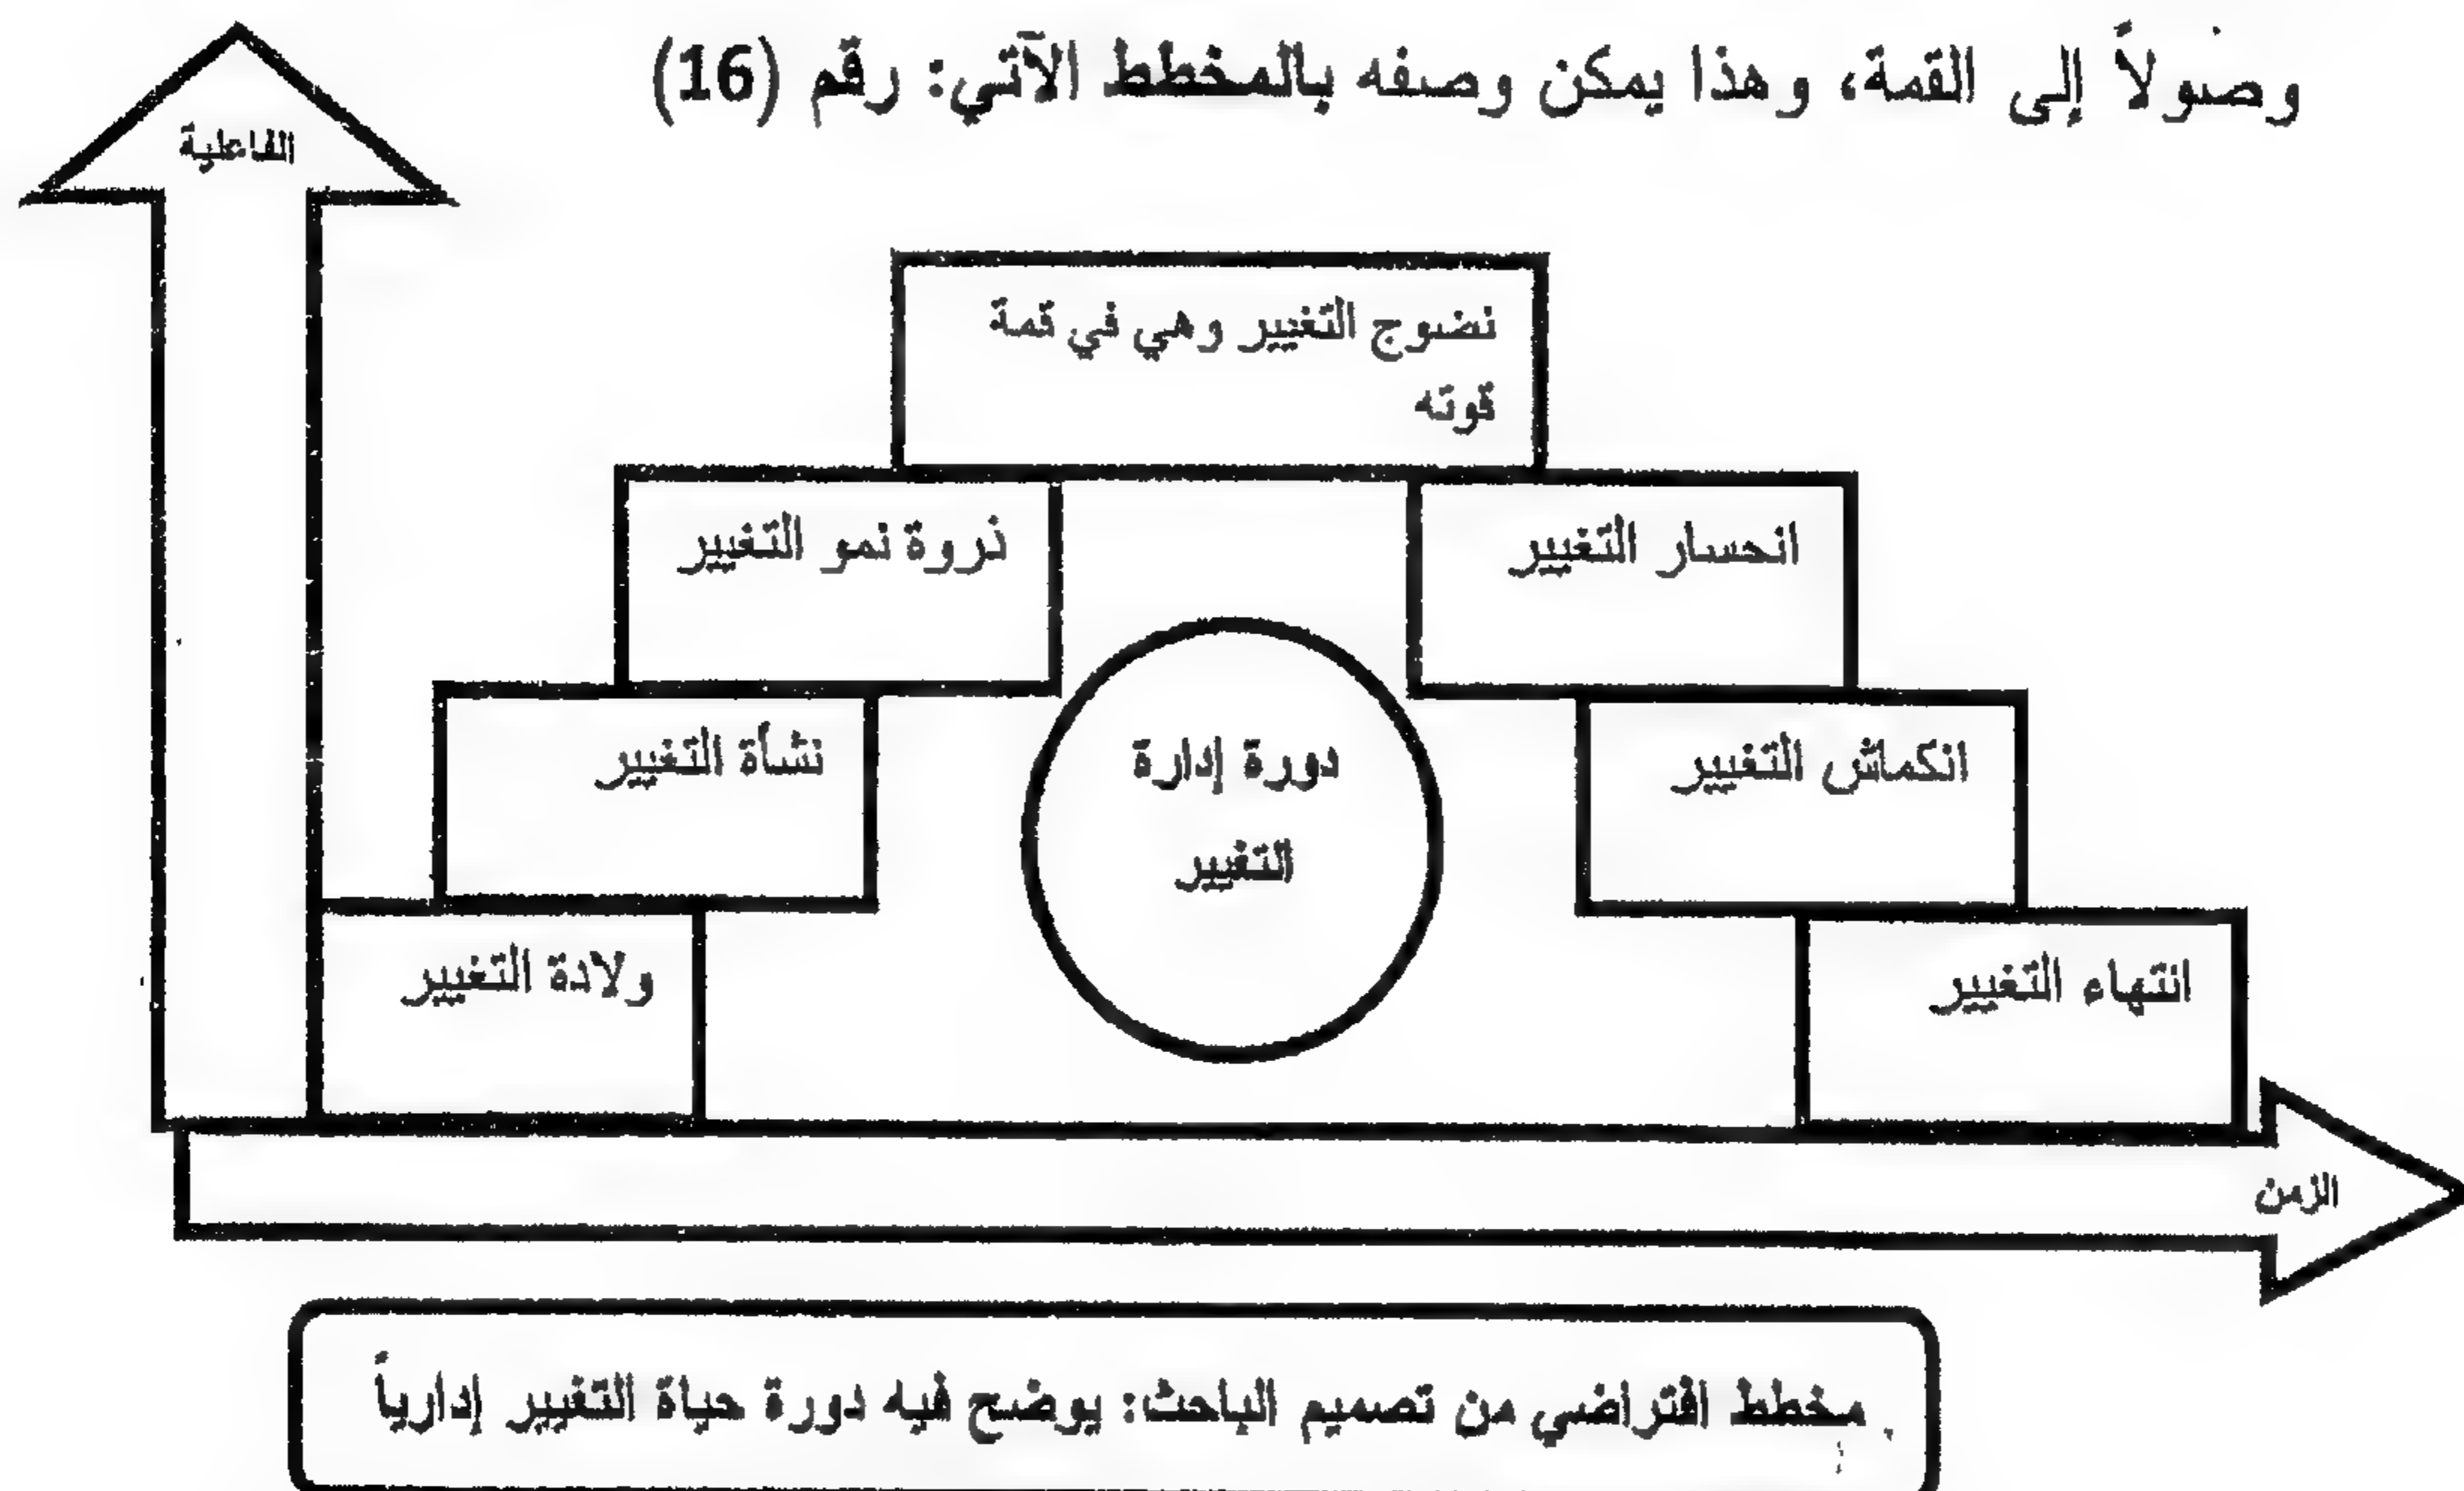 وصولاً إلى القمة، وهذا يمكن وصفه بالمخطط الآتي: رقم (16)
الفاعلية
نضوج التغيير وهي في قمة
قوته
ذروة نمو التغيير
انحسار التغيير
نشأة التغيير
دورة إدارة
التغيير
انكماش التغيير
ولادة التغيير
انتهاء التغيير
الزمن
مخطط افتراضي من تصميم الباحث: يوضح فيه دورة حياة التغيير إدارياً